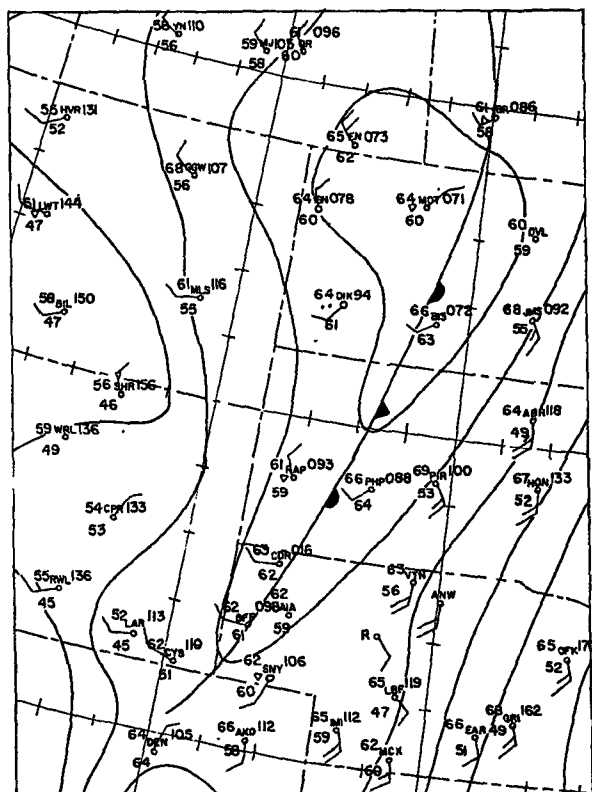 58 YN 110
56
61 096
59 105
58
60
55 HVR 131
52
61 086
58
65 073
62
68 GGW 107
56
61 LWT 144
47
64 078
60
64 MOT 071
60
60 DVL
59
58 BIL 150
47
61 MLS 116
55
64 DIK 94
61
66 BIS 072
63
68 JMS 092
55
56 SHR 156
46
64 ABR 118
49
59 WRL 136
49
61 RAP 093
59
66 PHP 088
64
69 PIR 100
53
67 HON 133
52
54 CPR 133
53
63 CDR 016
62
55 RWL 136
45
63 VTN
56
ANW
62 BFF 098
61
62 AIA
59
52 LAR 113
45
62 CYS 110
51
R
62 SNY 106
60
65 OFK 17
52
65 LBF 119
47
64 DEN 105
64
66 AKO 112
58
65 IML 112
59
62 MCK
60
66 EAR
51
68 GRI 162
49